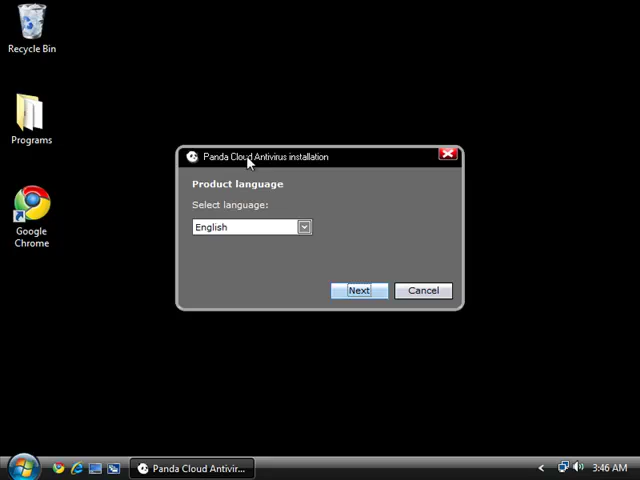 Recycle Bin
Programs
Google
Chrome
Panda Cloud Antivirus installation
Product language
Select language:
English
Next
Cancel
Panda Cloud Antivir...
3:46 AM